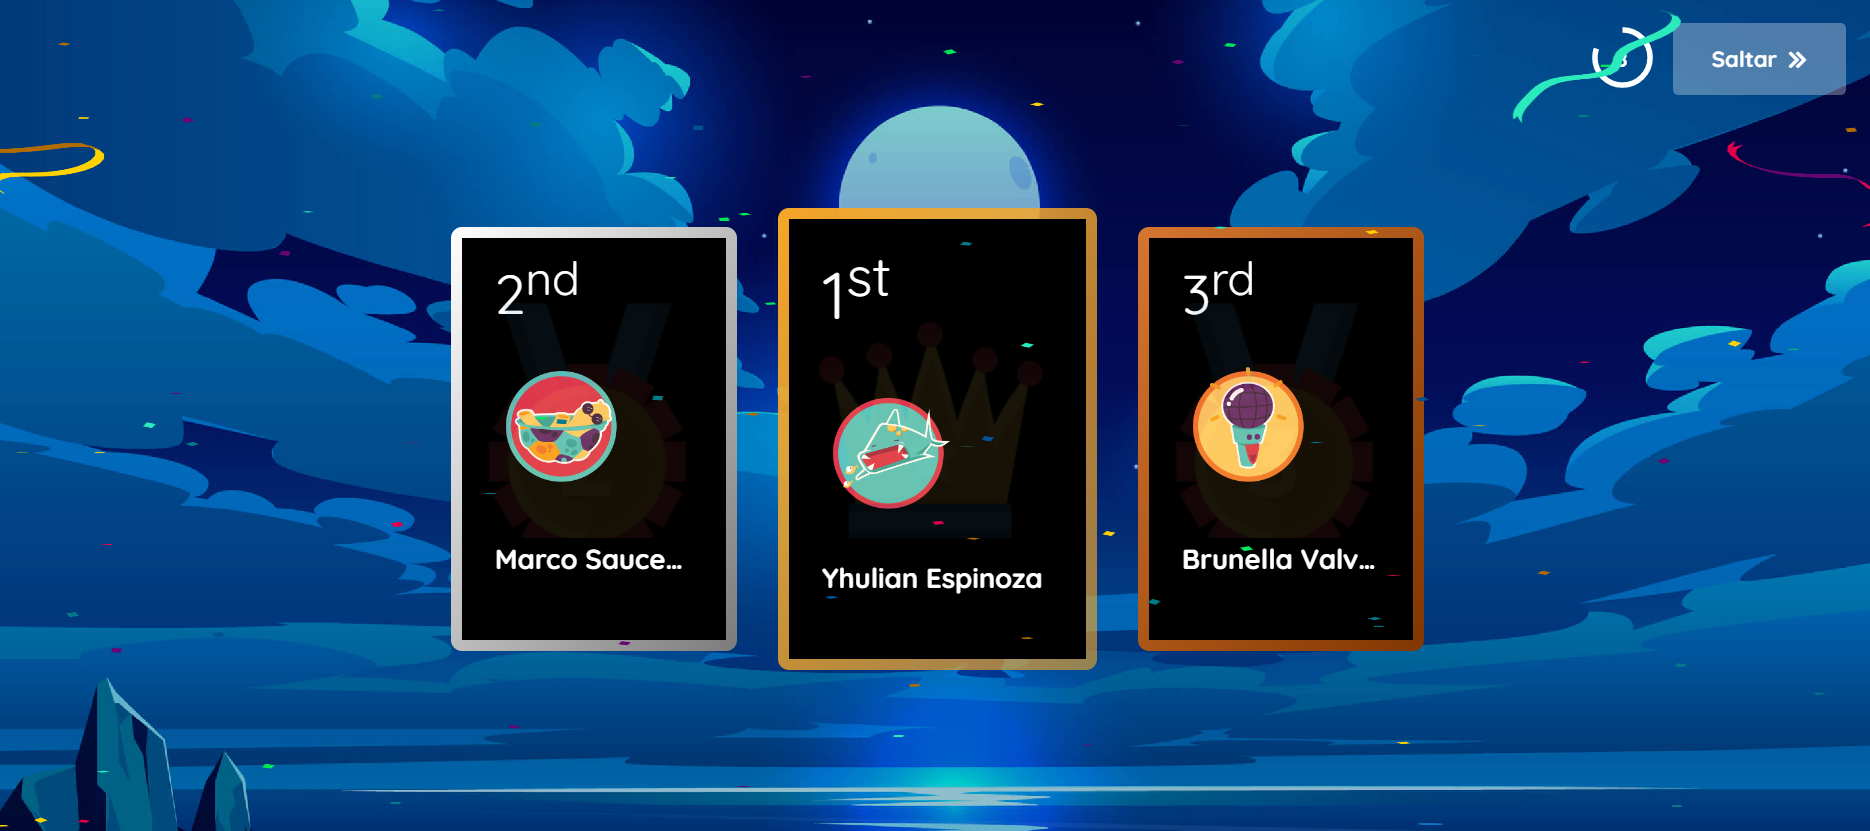 Saltar
2nd
1st
3rd
Marco Sauce...
Yhulian Espinoza
Brunella Valv...